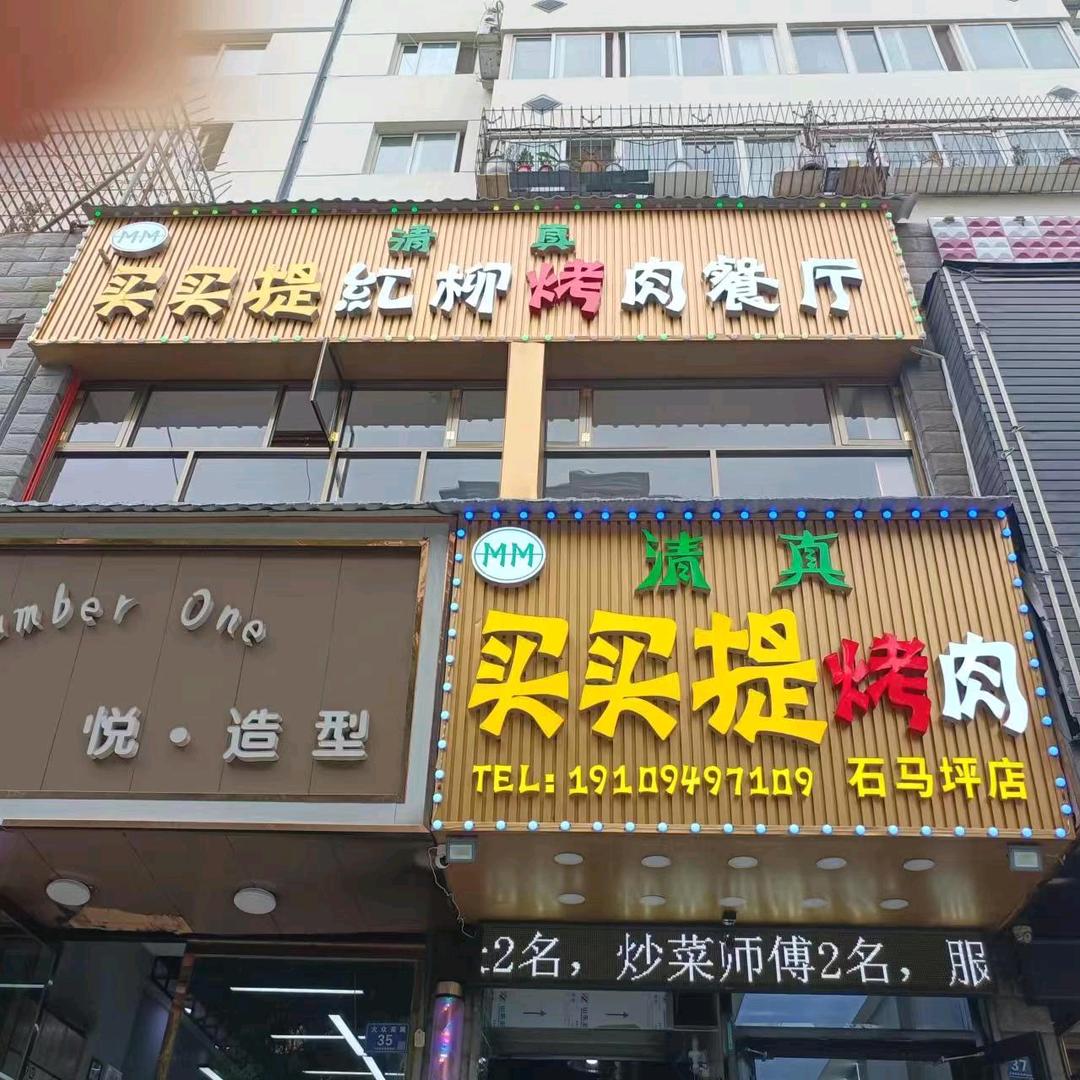 MM
清真
买买提红柳烤肉餐厅
MM
清真
买买提烤肉
TEL: 19109497109 石马坪店
umber One
悦·造型
2名，炒菜师傅2名，服
35
37